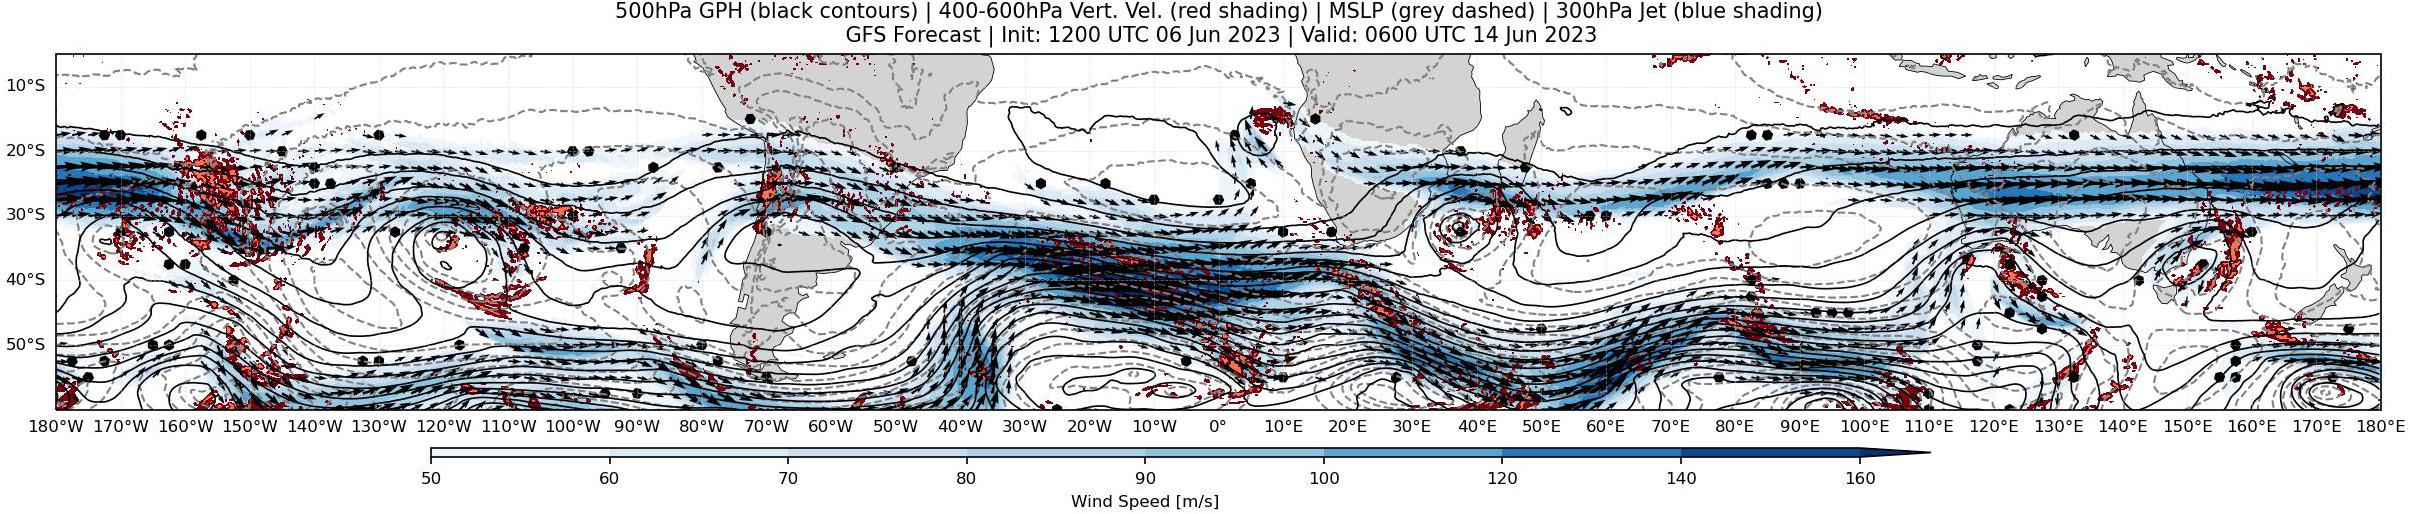 500hPa GPH (black contours) | 400-600hPa Vert. Vel. (red shading) | MSLP (grey dashed) | 300hPa Jet (blue shading)
GFS Forecast | Init: 1200 UTC 06 Jun 2023 | Valid: 0600 UTC 14 Jun 2023
10°S
20°S
30°S
40°S
50°S
180°W 170°W 160°W 150°W 140°W 130°W 120°W 110°W 100°W 90°W 80°W 70°W 60°W 50°W 40°W 30°W 20°W 10°W 0° 10°E 20°E 30°E 40°E 50°E 60°E 70°E 80°E 90°E 100°E 110°E 120°E 130°E 140°E 150°E 160°E 170°E 180°E
50 60 70 80 90 100 120 140 160
Wind Speed [m/s]